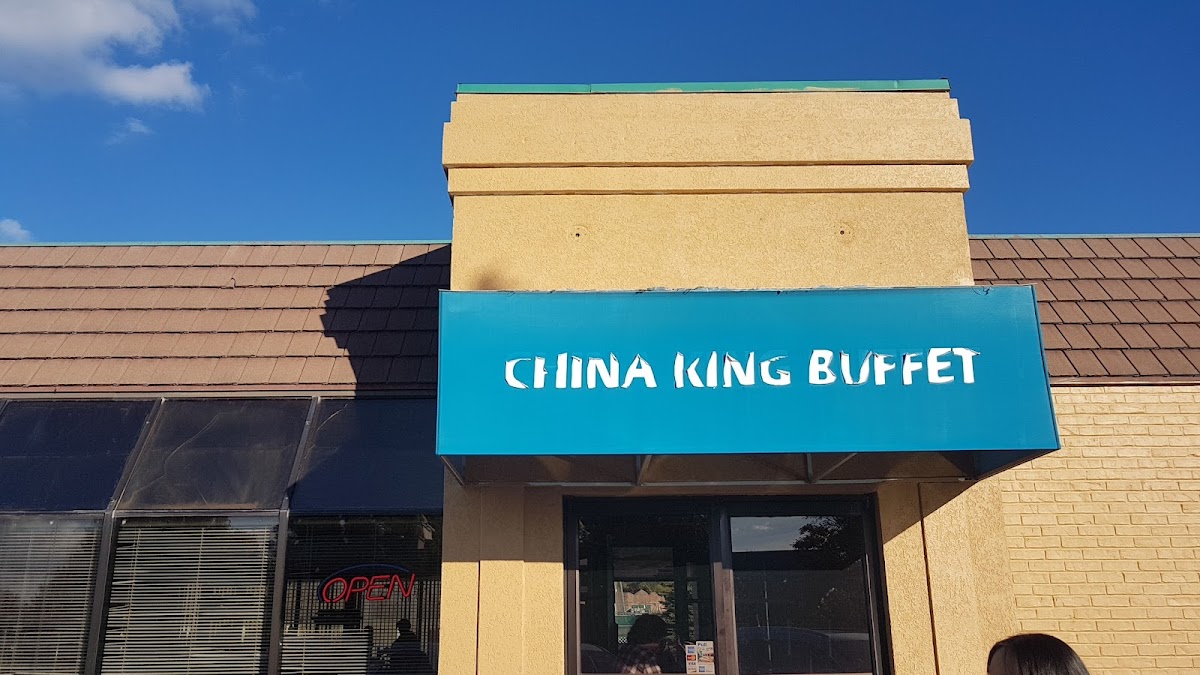 CHINA KING BUFFET
OPEN